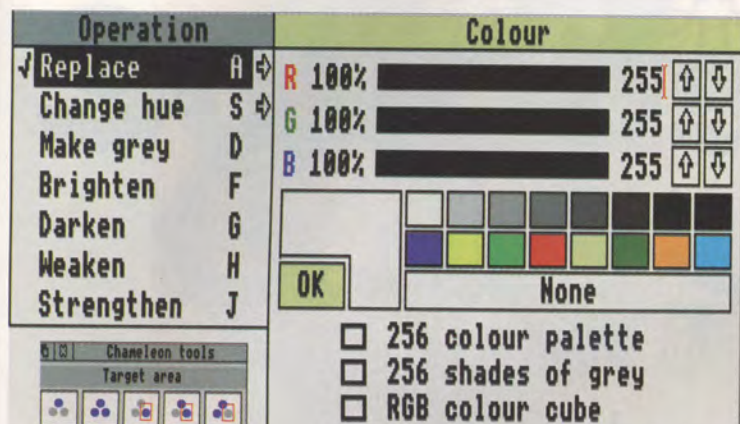 Operation
Replace A
Change hue S
Make grey D
Brighten F
Darken G
Weaken H
Strengthen J
Chameleon tools
Target area
Colour
R 100% 255
G 100% 255
B 100% 255
OK
None
256 colour palette
256 shades of grey
RGB colour cube